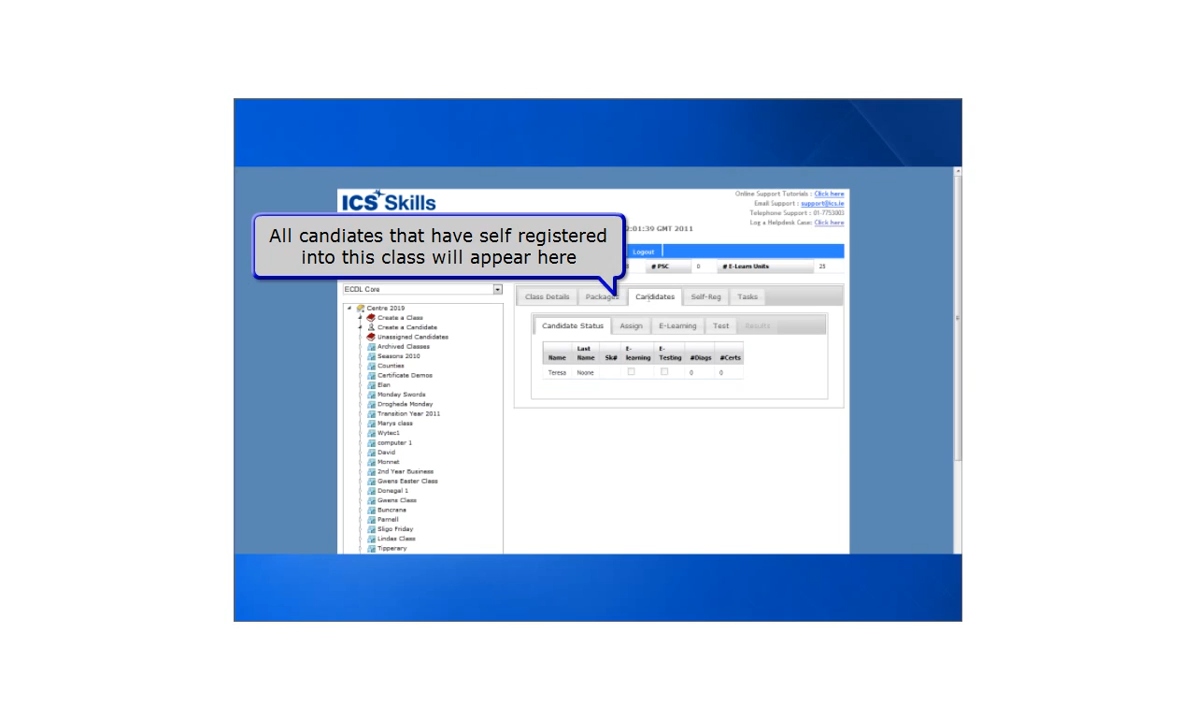 ICS Skills
Online Support Tutorials : Click here
Email Support : support@ics.ie
Telephone Support : 01-7753003
Log a Helpdesk Case: Click here
All candiates that have self registered
into this class will appear here
2:01:39 GMT 2011
Logout
# PSC 0 # E-Learn Units 25
ECDL Core
Class Details Packages Candidates Self-Reg Tasks
Candidate Status Assign E-Learning Test Results
Name Last Name Sk# E-learning E-Testing #Diags #Certs
Teresa Noone 0 0
Centre 2019
Create a Class
Create a Candidate
Unassigned Candidates
Archived Classes
Seasons 2010
Counties
Certificate Demos
Elan
Monday Swords
Drogheda Monday
Transition Year 2011
Marys class
Wytec1
computer 1
David
Monnet
2nd Year Business
Gwens Easter Class
Donegal 1
Gwens Class
Buncrana
Parnell
Sligo Friday
Lindas Class
Tipperary